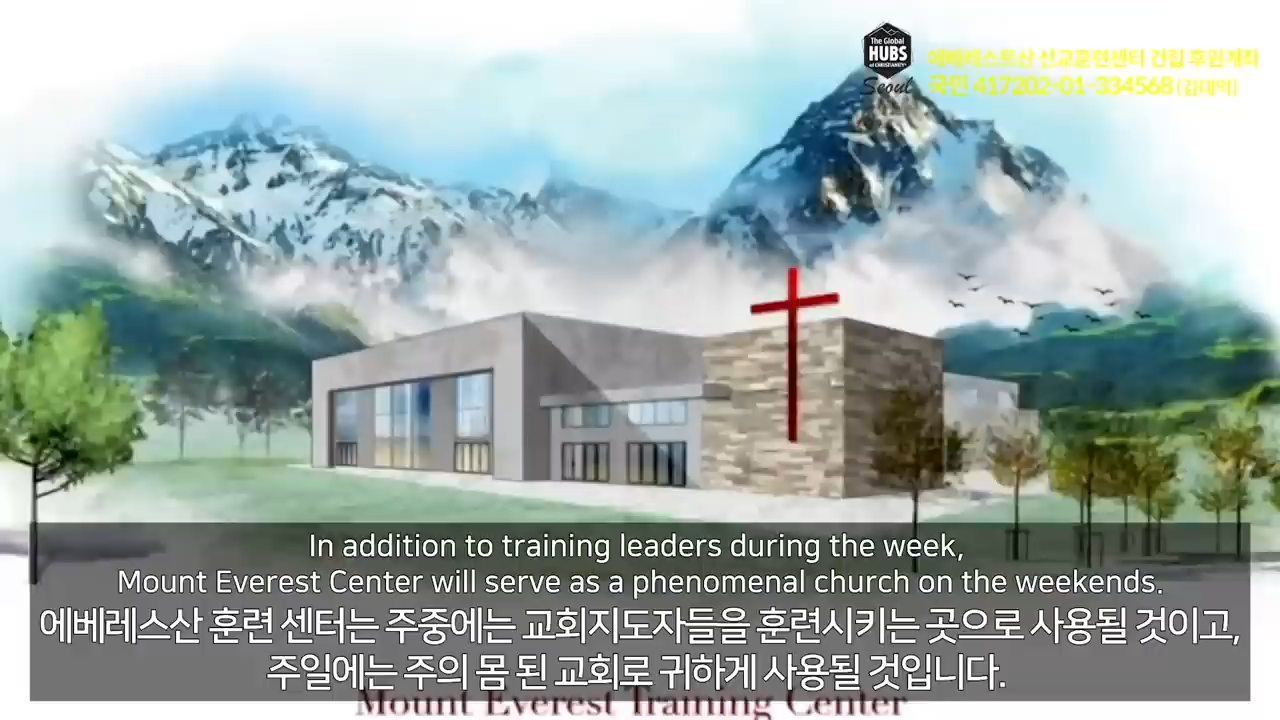 The Global
HUBS
of CHRISTIANITY
Seoul
에베레스트산 선교훈련센터 건립 후원계좌
국민 417202-01-334568 (김대억)
In addition to training leaders during the week,
Mount Everest Center will serve as a phenomenal church on the weekends.
에베레스산 훈련 센터는 주중에는 교회지도자들을 훈련시키는 곳으로 사용될 것이고,
주일에는 주의 몸 된 교회로 귀하게 사용될 것입니다.
Mount Everest Training Center